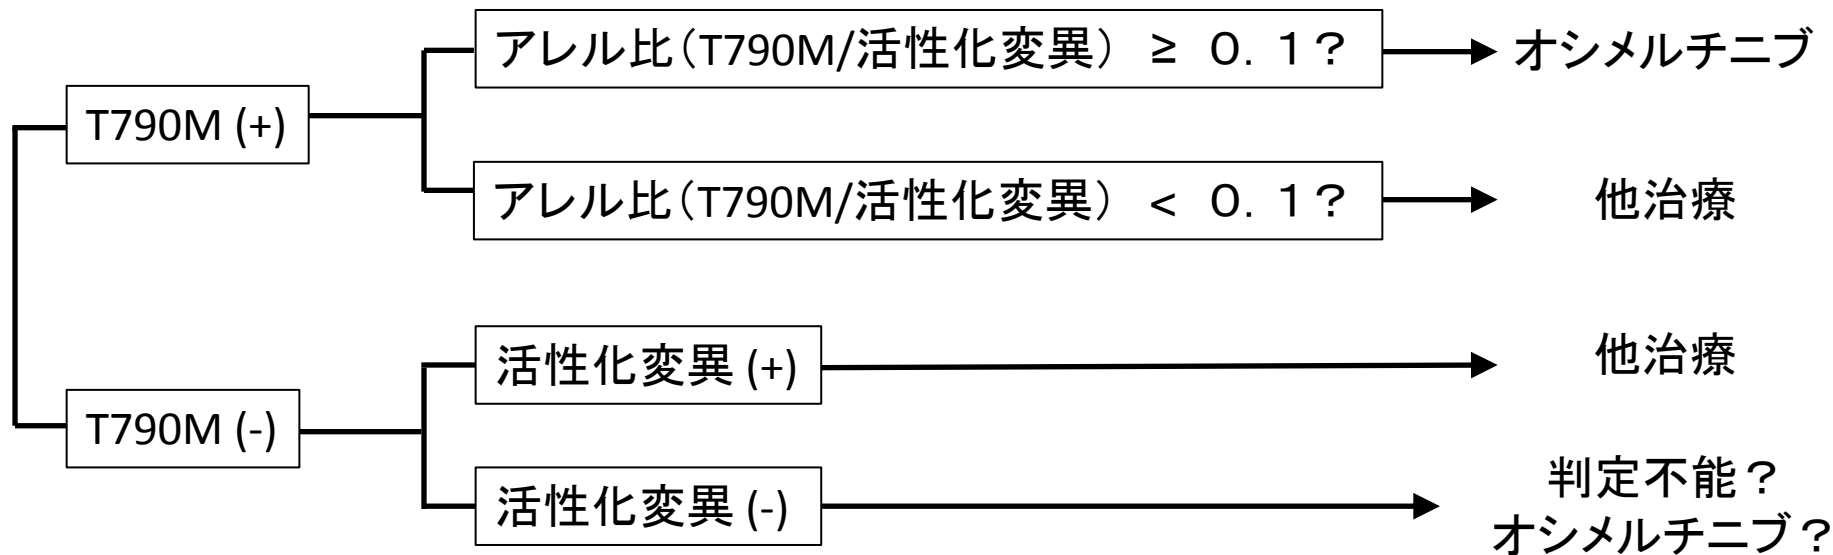 アレル比（T790M/活性化変異） ≥ ０．１？
オシメルチニブ
T790M (+)
アレル比（T790M/活性化変異） < ０．１？
他治療
活性化変異 (+)
他治療
T790M (-)
活性化変異 (-)
判定不能？
オシメルチニブ？